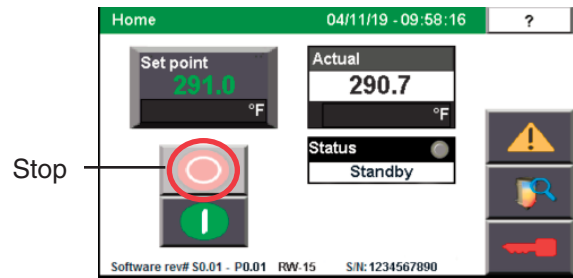 Home 04/11/19 - 09:58:16 ?
Set point
291.0
°F
Actual
290.7
°F
Status
Standby
Stop
Software rev# S0.01 - P0.01 RW-15 S/N: 1234567890